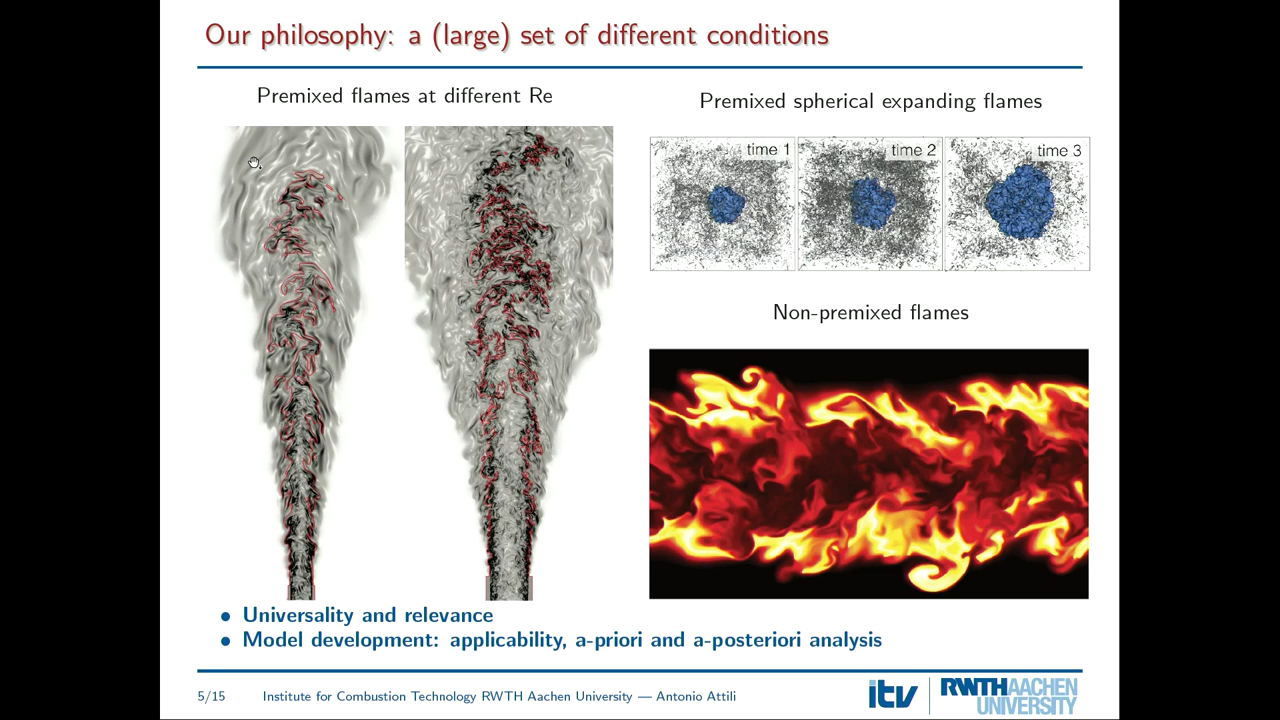 Our philosophy: a (large) set of different conditions
Premixed flames at different Re
Premixed spherical expanding flames
time 1
time 2
time 3
Non-premixed flames
• Universality and relevance
• Model development: applicability, a-priori and a-posteriori analysis
5/15
Institute for Combustion Technology RWTH Aachen University — Antonio Attili
itv
RWTHAACHEN
UNIVERSITY